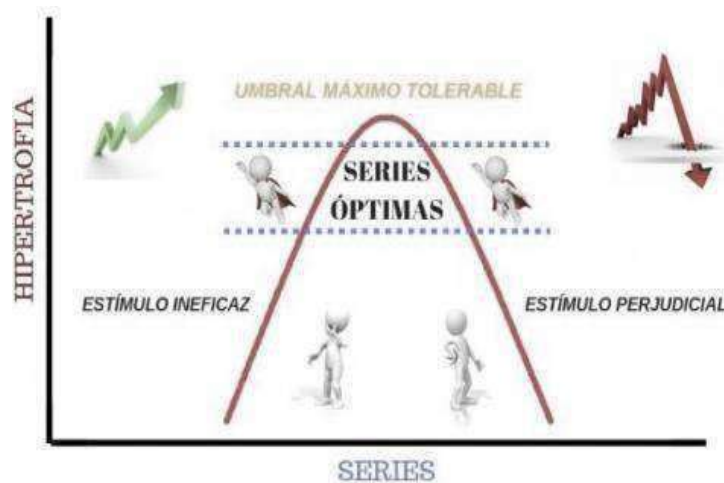 UMBRAL MÁXIMO TOLERABLE
SERIES
ÓPTIMAS
HIPERTROFIA
ESTÍMULO INEFICAZ
ESTÍMULO PERJUDICIAL
SERIES